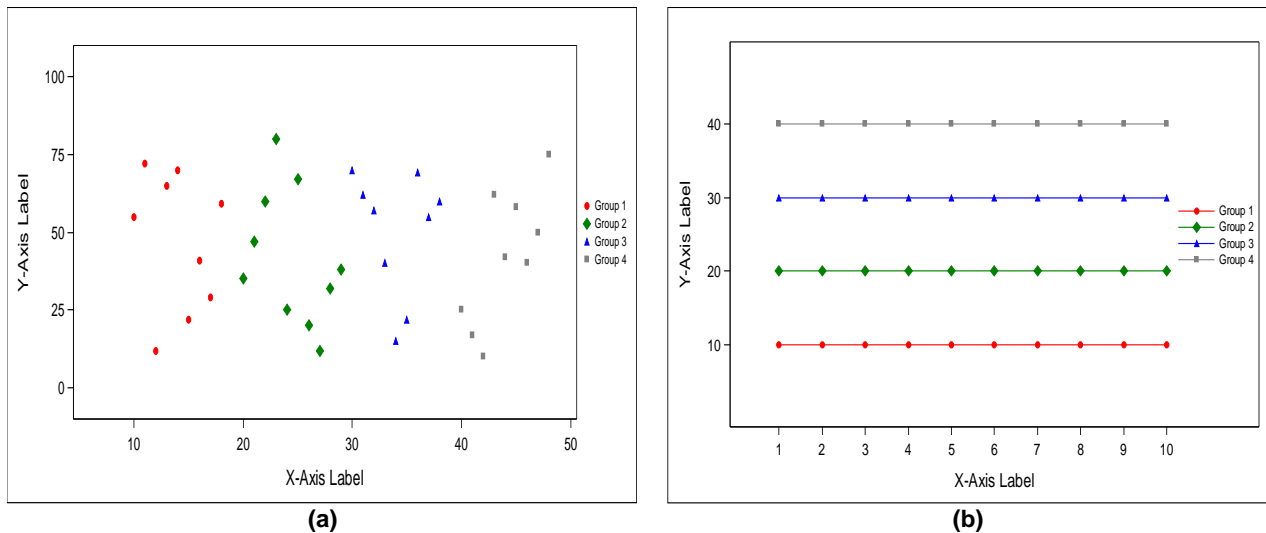 100
75
50
25
0
Y-Axis Label
10 20 30 40 50
X-Axis Label
Group 1
Group 2
Group 3
Group 4
(a)
40
30
20
10
Y-Axis Label
1 2 3 4 5 6 7 8 9 10
X-Axis Label
Group 1
Group 2
Group 3
Group 4
(b)